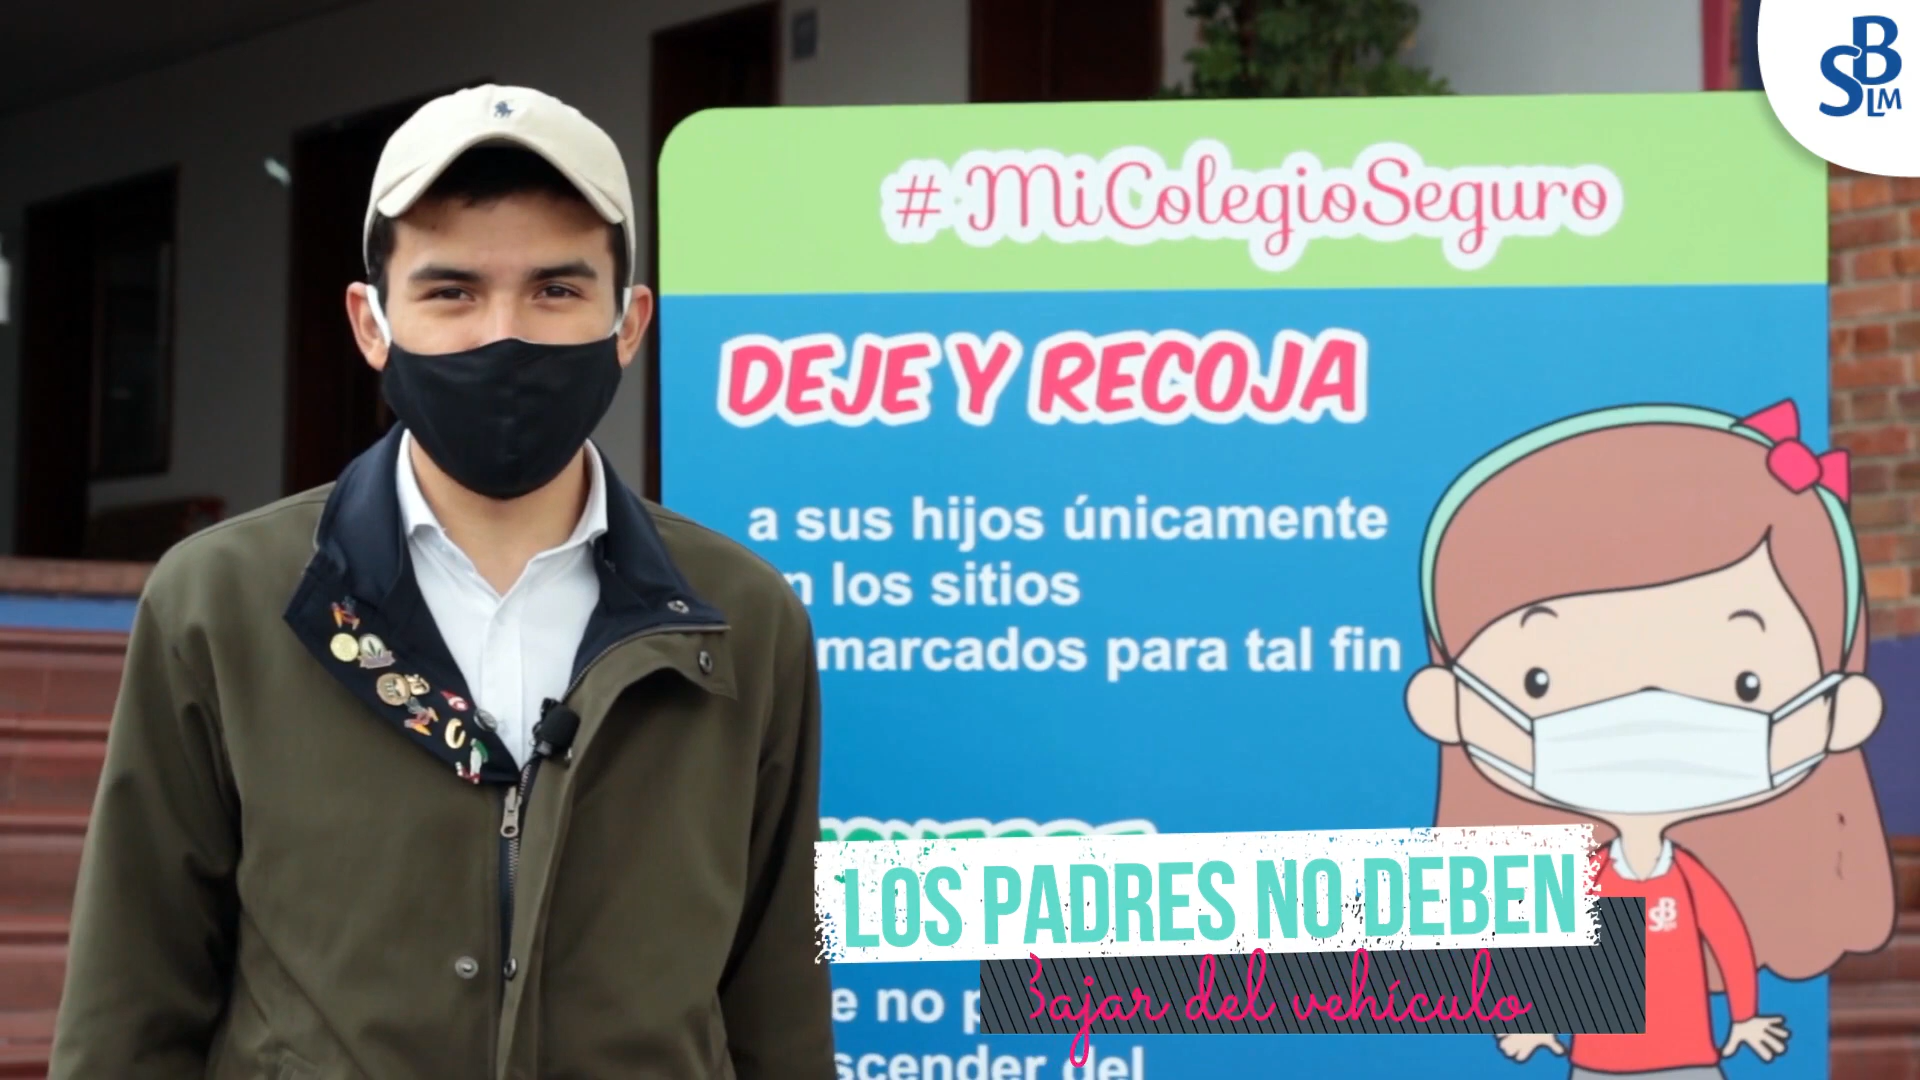 SBLM
#MiColegioSeguro
DEJE Y RECOJA
a sus hijos únicamente
n los sitios
marcados para tal fin
LOS PADRES NO DEBEN
Bajar del vehículo
e no p
scender del
SB